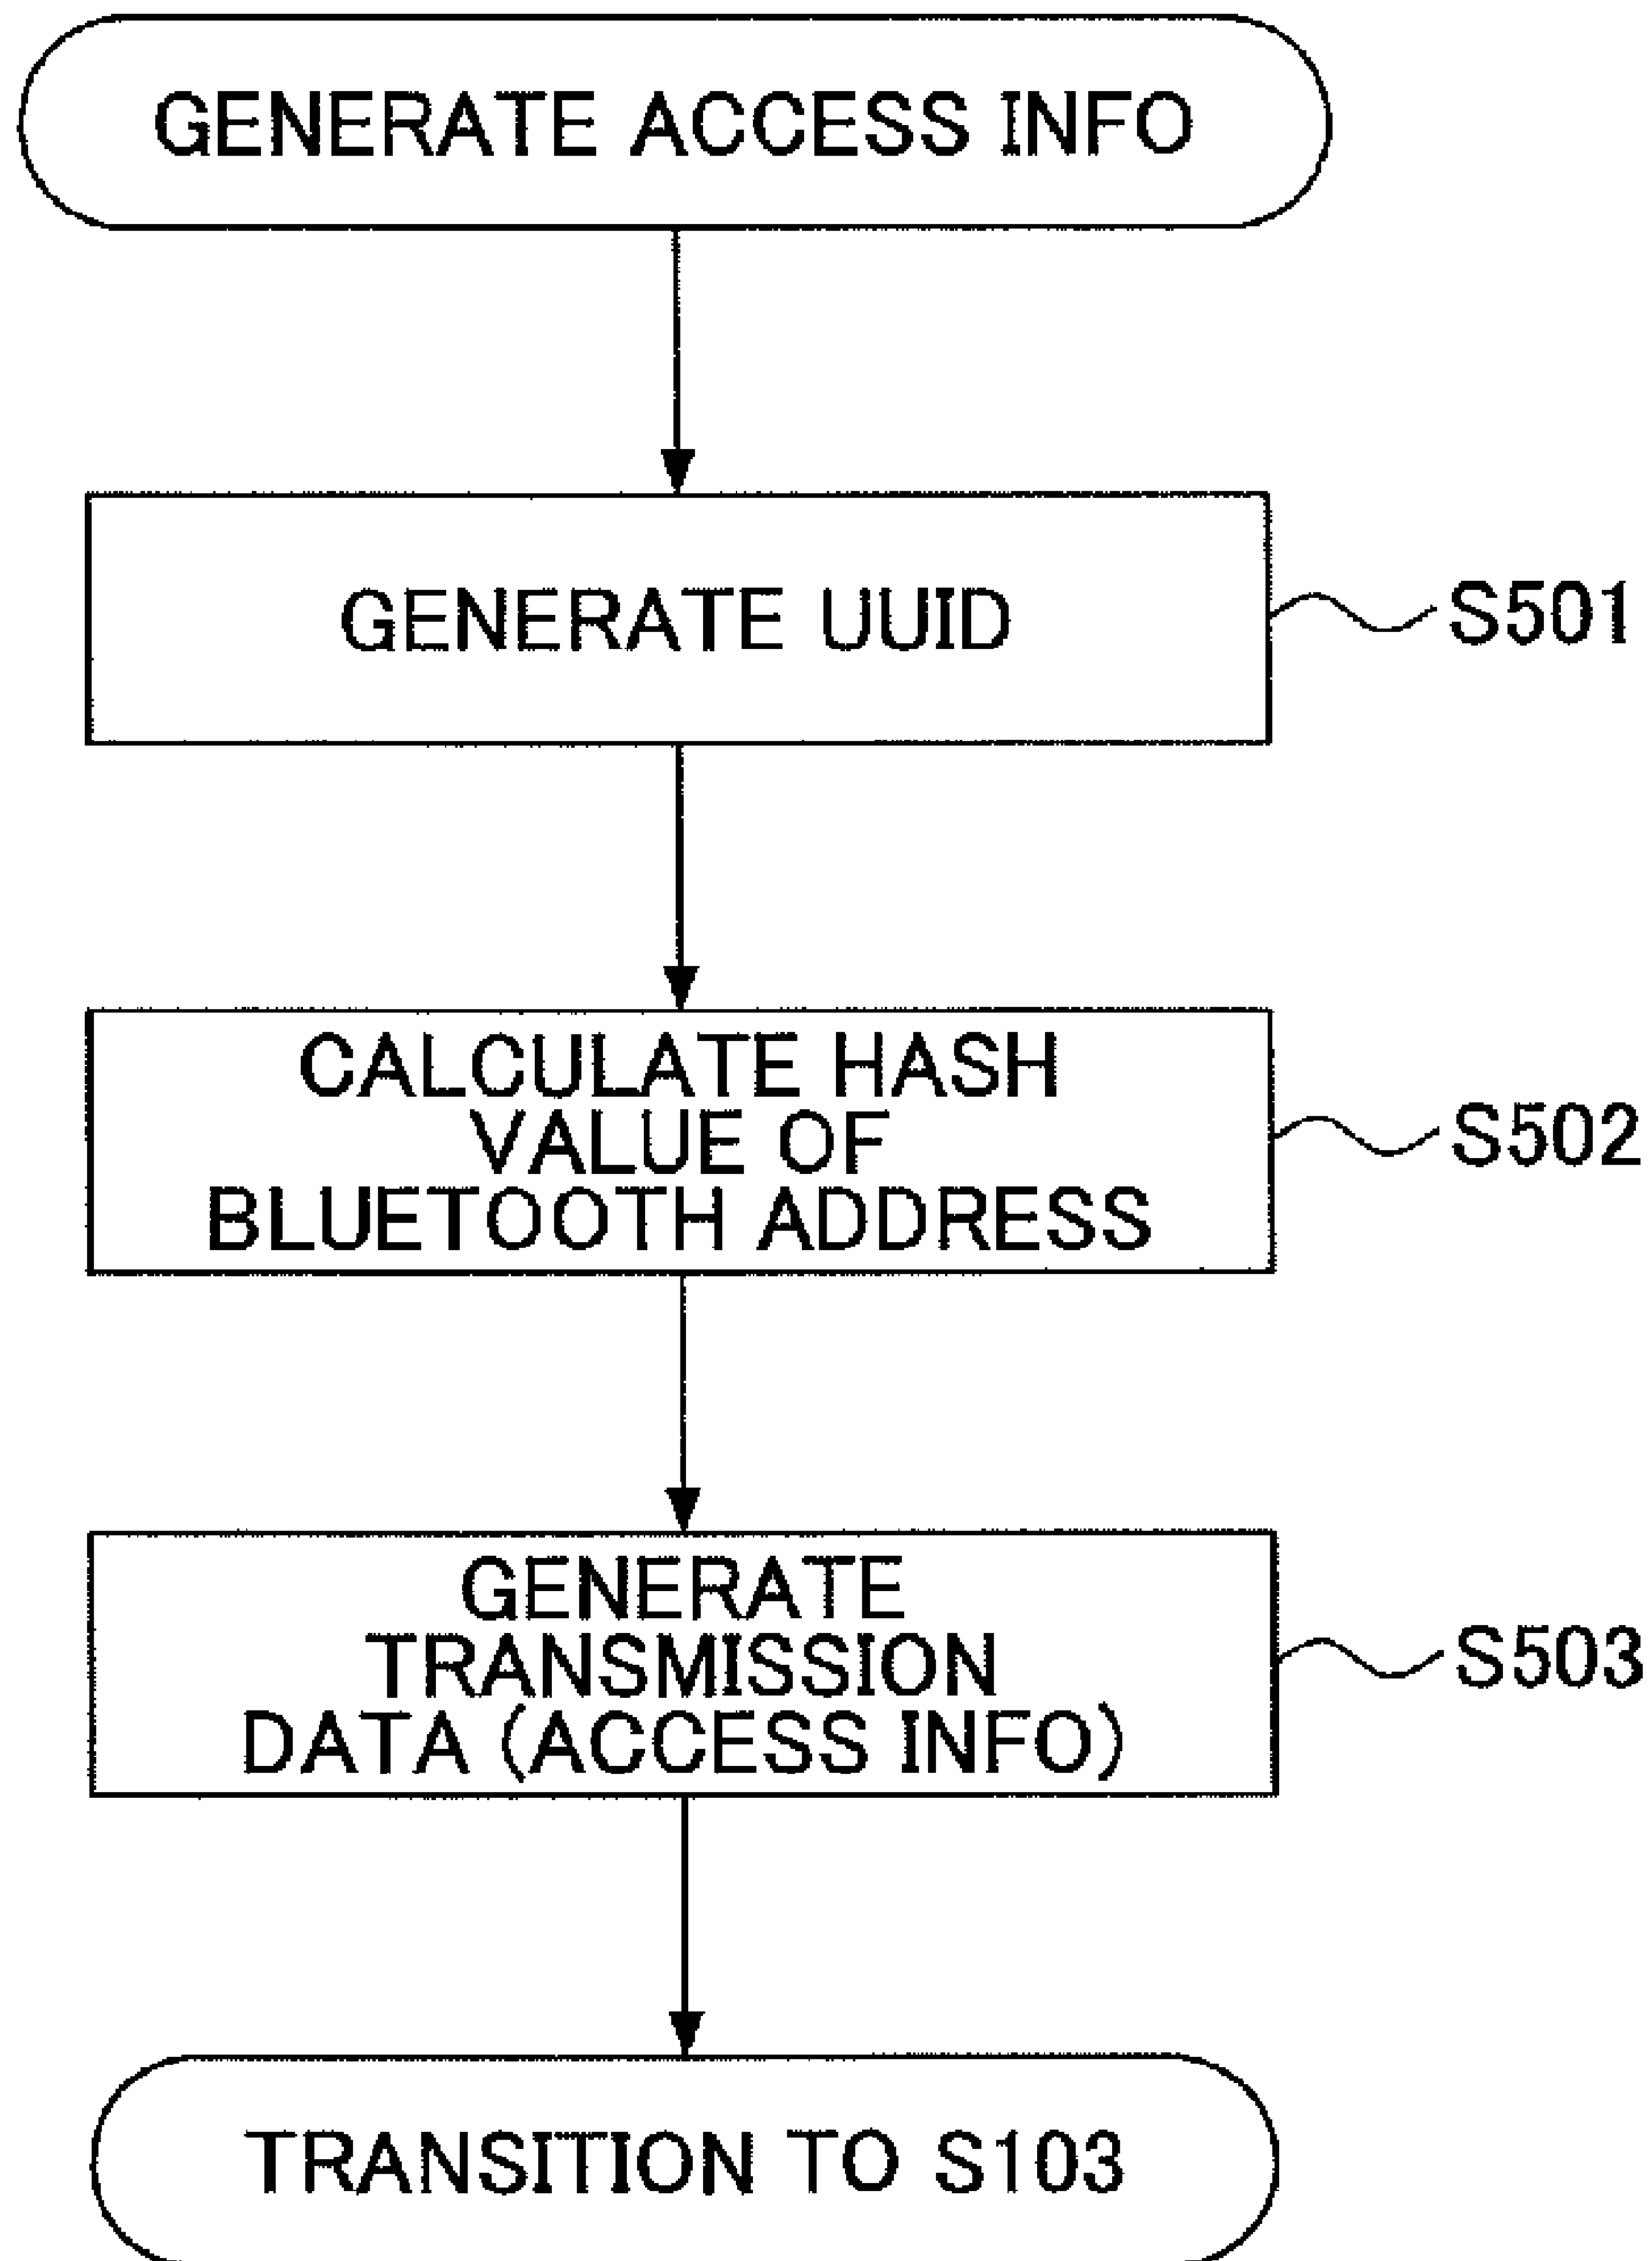 GENERATE ACCESS INFO
GENERATE UUID
S501
CALCULATE HASH
VALUE OF
BLUETOOTH ADDRESS
S502
GENERATE
TRANSMISSION
DATA (ACCESS INFO)
S503
TRANSITION TO S103